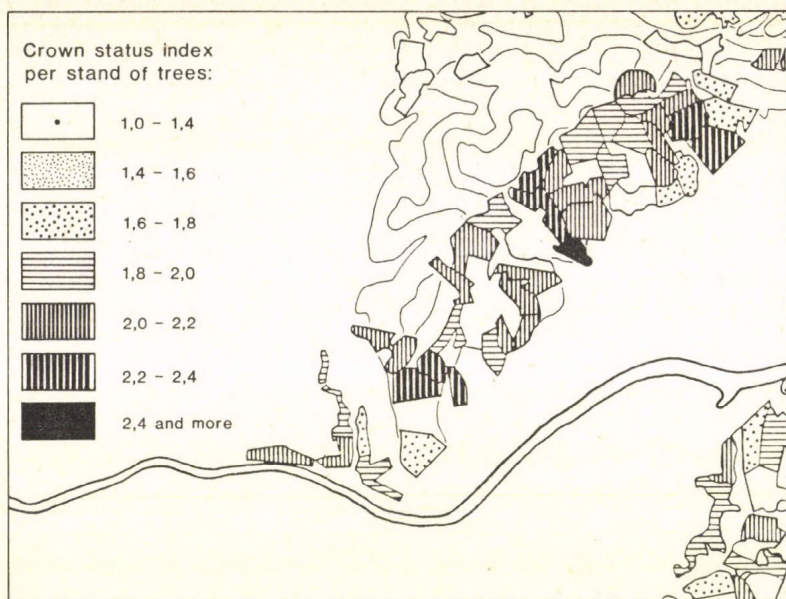 Crown status index
per stand of trees:
1,0 – 1,4
1,4 – 1,6
1,6 – 1,8
1,8 – 2,0
2,0 – 2,2
2,2 – 2,4
2,4 and more